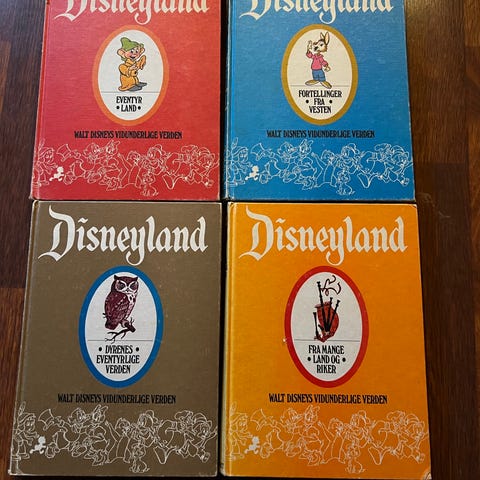 Disneyland
EVENTYR
• LAND •
WALT DISNEYS VIDUNDERLIGE VERDEN
Disneyland
FORTELLINGER
• FRA •
VESTEN
WALT DISNEYS VIDUNDERLIGE VERDEN
Disneyland
• DYRENES •
EVENTYRLIGE
VERDEN
WALT DISNEYS VIDUNDERLIGE VERDEN
Disneyland
FRA MANGE
• LAND OG •
RIKER
WALT DISNEYS VIDUNDERLIGE VERDEN